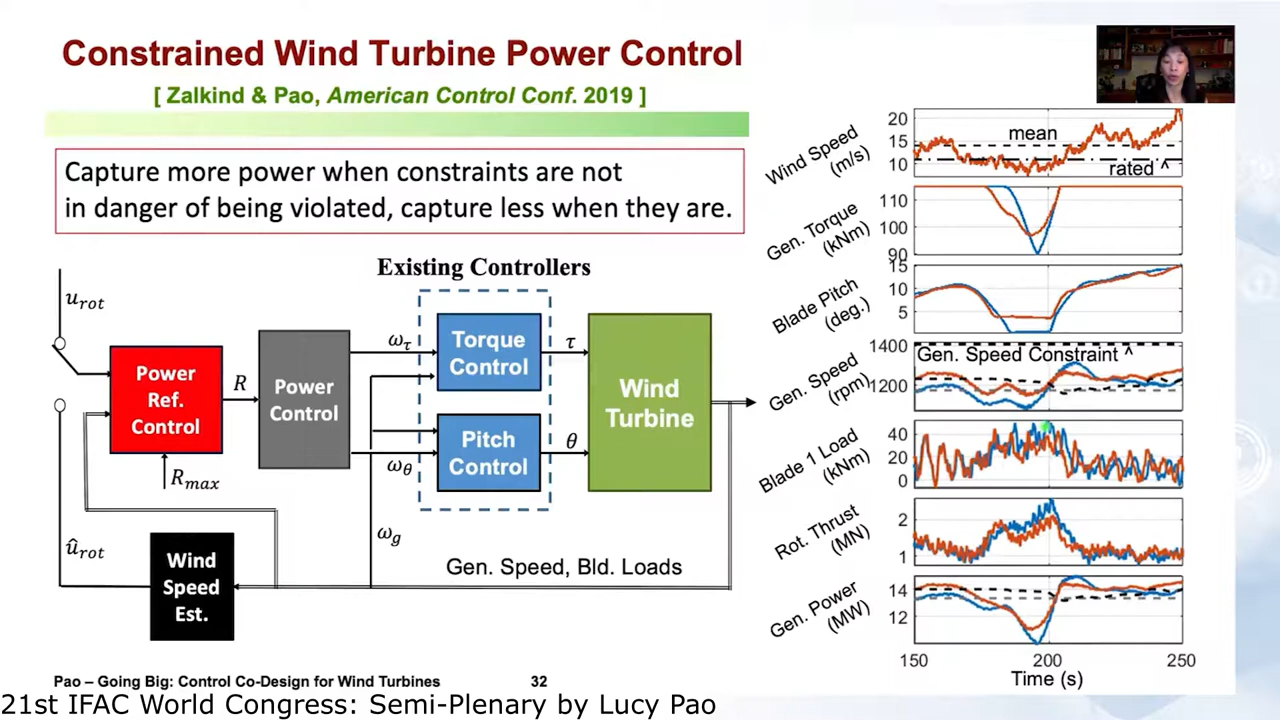 Constrained Wind Turbine Power Control
[ Zalkind & Pao, American Control Conf. 2019 ]
Capture more power when constraints are not
in danger of being violated, capture less when they are.
Existing Controllers
u_rot
Power
Ref.
Control
R
R_max
Power
Control
ω_τ
ω_θ
Torque
Control
Pitch
Control
τ
θ
Wind
Turbine
ω_g
û_rot
Wind
Speed
Est.
Gen. Speed, Bld. Loads
Wind Speed
(m/s)
20
15
10
mean
rated ^
Gen. Torque
(kNm)
110
100
90
Blade Pitch
(deg.)
15
10
5
Gen. Speed
(rpm)
1400
1200
Gen. Speed Constraint ^
Blade 1 Load
(kNm)
40
20
0
Rot. Thrust
(MN)
2
1
Gen. Power
(MW)
14
12
150
200
250
Time (s)
Pao – Going Big: Control Co-Design for Wind Turbines
32
21st IFAC World Congress: Semi-Plenary by Lucy Pao